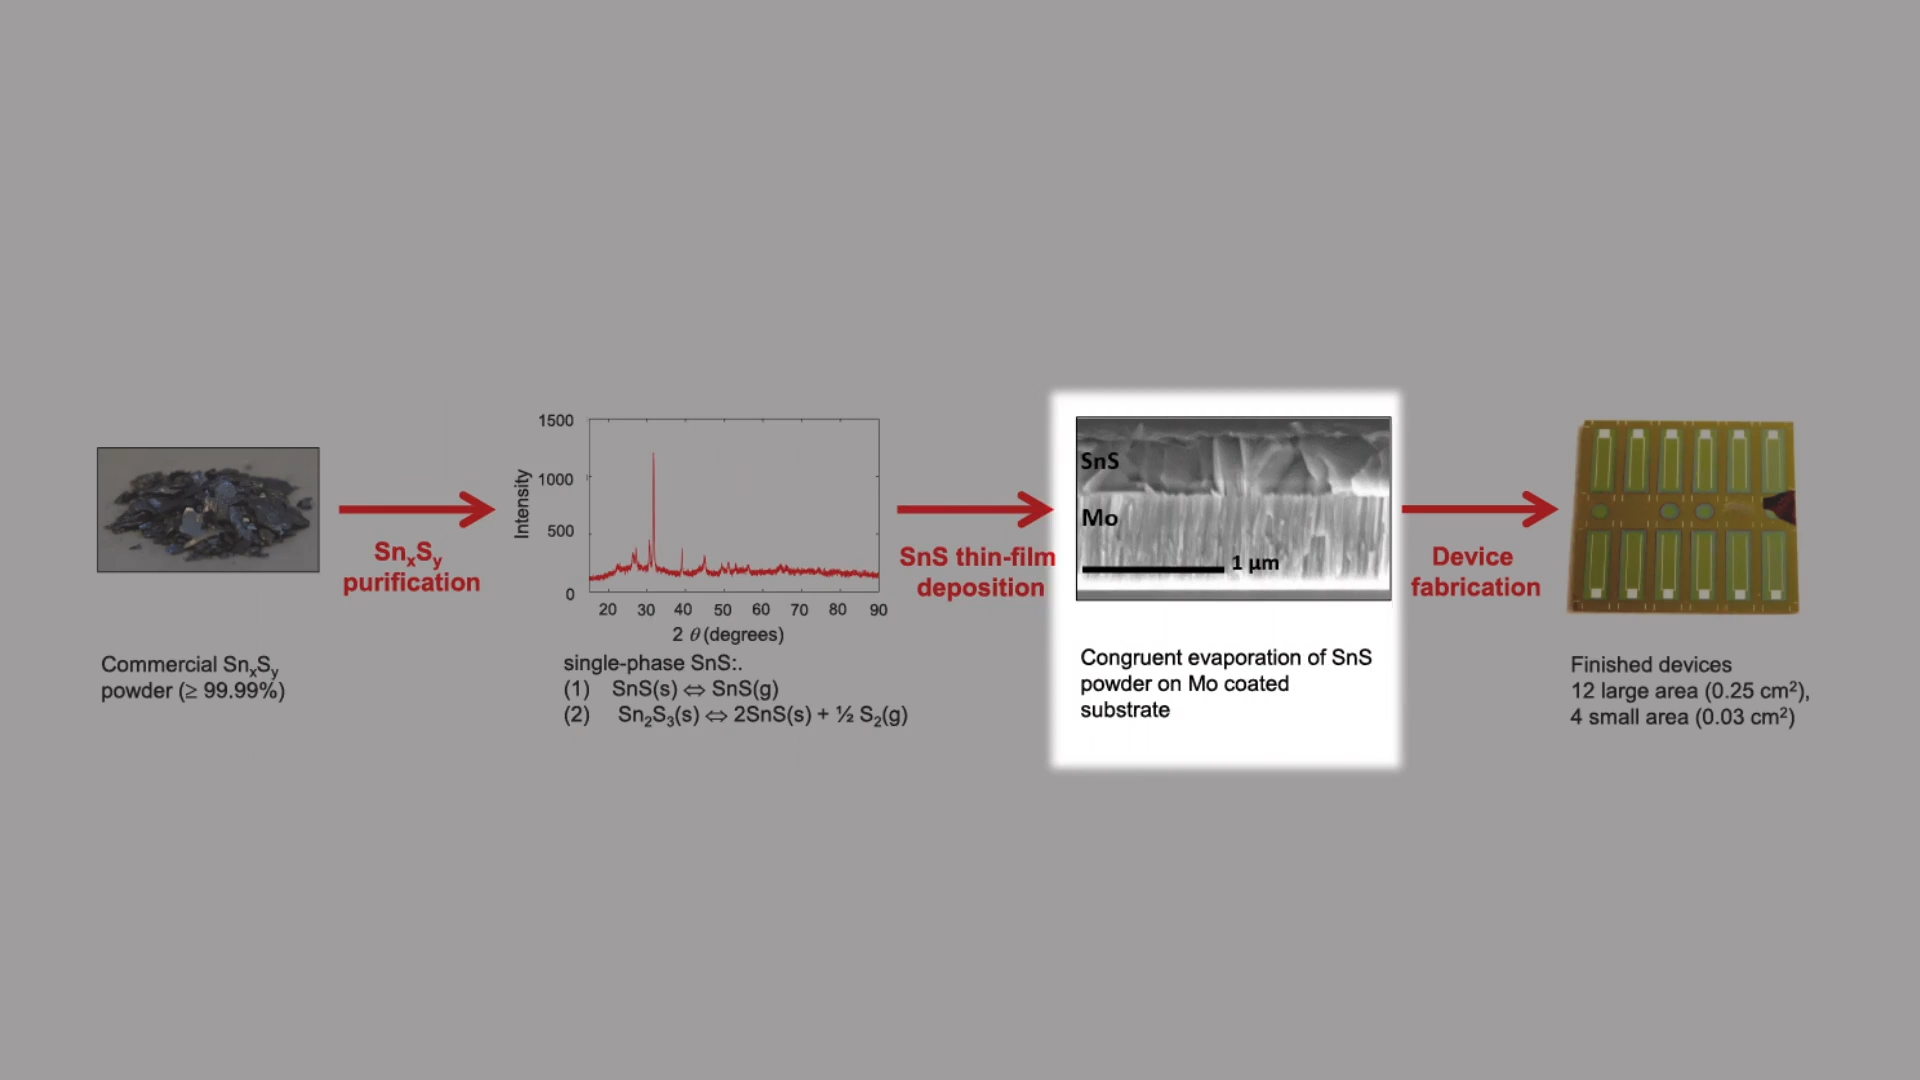 Commercial SnxSy
powder (≥ 99.99%)
SnxSy
purification
1500
1000
500
0
Intensity
20 30 40 50 60 70 80 90
2 θ (degrees)
single-phase SnS:.
(1) SnS(s) ⇔ SnS(g)
(2) Sn2S3(s) ⇔ 2SnS(s) + ½ S2(g)
SnS thin-film
deposition
SnS
Mo
1 µm
Congruent evaporation of SnS
powder on Mo coated
substrate
Device
fabrication
Finished devices
12 large area (0.25 cm²),
4 small area (0.03 cm²)